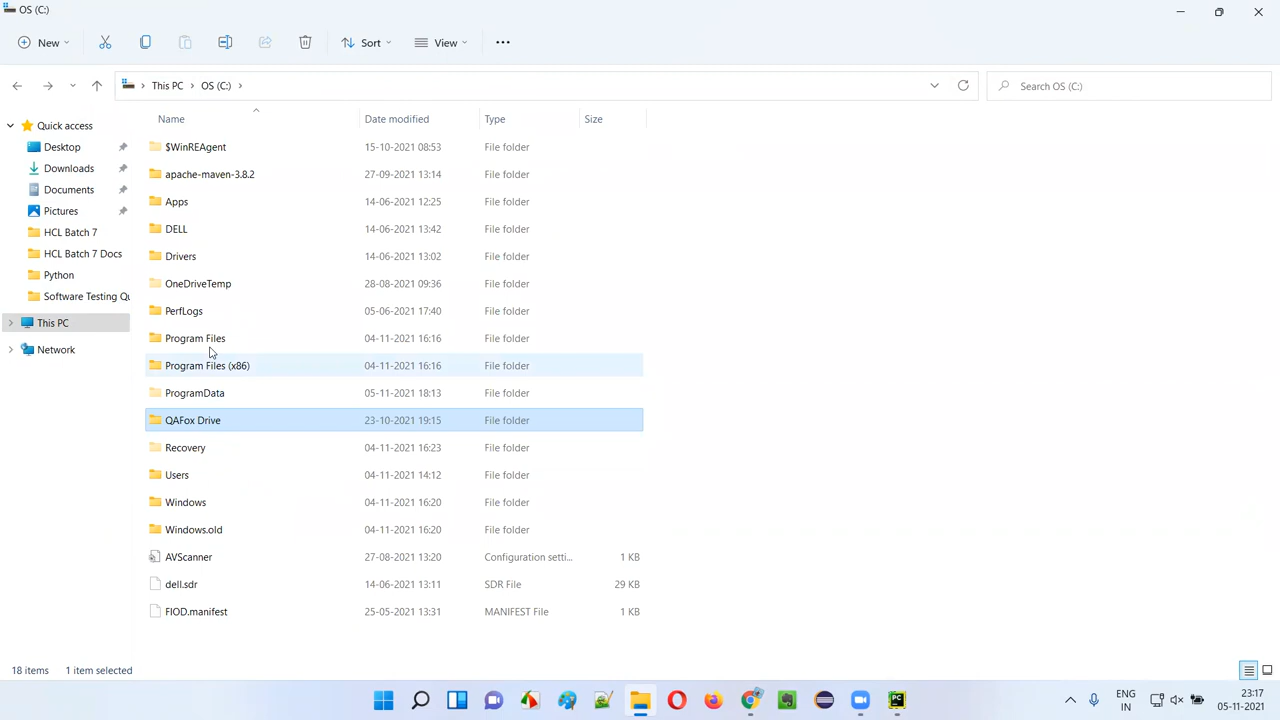 OS (C:)
New Sort View
This PC OS (C:) Search OS (C:)
Quick access
Desktop
Downloads
Documents
Pictures
HCL Batch 7
HCL Batch 7 Docs
Python
Software Testing Qu
This PC
Network
Name Date modified Type Size
$WinREAgent 15-10-2021 08:53 File folder
apache-maven-3.8.2 27-09-2021 13:14 File folder
Apps 14-06-2021 12:25 File folder
DELL 14-06-2021 13:42 File folder
Drivers 14-06-2021 13:02 File folder
OneDriveTemp 28-08-2021 09:36 File folder
PerfLogs 05-06-2021 17:40 File folder
Program Files 04-11-2021 16:16 File folder
Program Files (x86) 04-11-2021 16:16 File folder
ProgramData 05-11-2021 18:13 File folder
QAFox Drive 23-10-2021 19:15 File folder
Recovery 04-11-2021 16:23 File folder
Users 04-11-2021 14:12 File folder
Windows 04-11-2021 16:20 File folder
Windows.old 04-11-2021 16:20 File folder
AVScanner 27-08-2021 13:20 Configuration setti... 1 KB
dell.sdr 14-06-2021 13:11 SDR File 29 KB
FIOD.manifest 25-05-2021 13:31 MANIFEST File 1 KB
18 items 1 item selected
PC
ENG
IN
23:17
05-11-2021